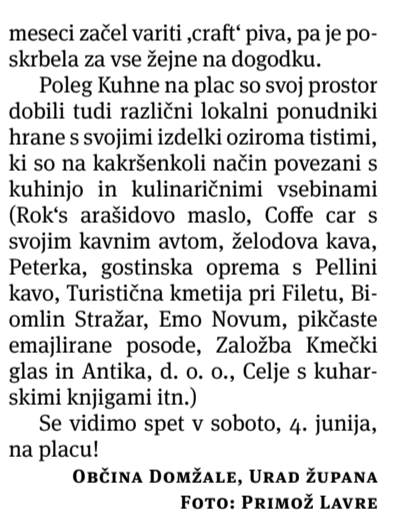 meseci začel variti ‚craft‘ piva, pa je po-
skrbela za vse žejne na dogodku.
Poleg Kuhne na plac so svoj prostor
dobili tudi različni lokalni ponudniki
hrane s svojimi izdelki oziroma tistimi,
ki so na kakršenkoli način povezani s
kuhinjo in kulinaričnimi vsebinami
(Rok‘s arašidovo maslo, Coffe car s
svojim kavnim avtom, želodova kava,
Peterka, gostinska oprema s Pellini
kavo, Turistična kmetija pri Filetu, Bi-
omlin Stražar, Emo Novum, pikčaste
emajlirane posode, Založba Kmečki
glas in Antika, d. o. o., Celje s kuhar-
skimi knjigami itn.)
Se vidimo spet v soboto, 4. junija,
na placu!
Občina Domžale, Urad župana
Foto: Primož Lavre